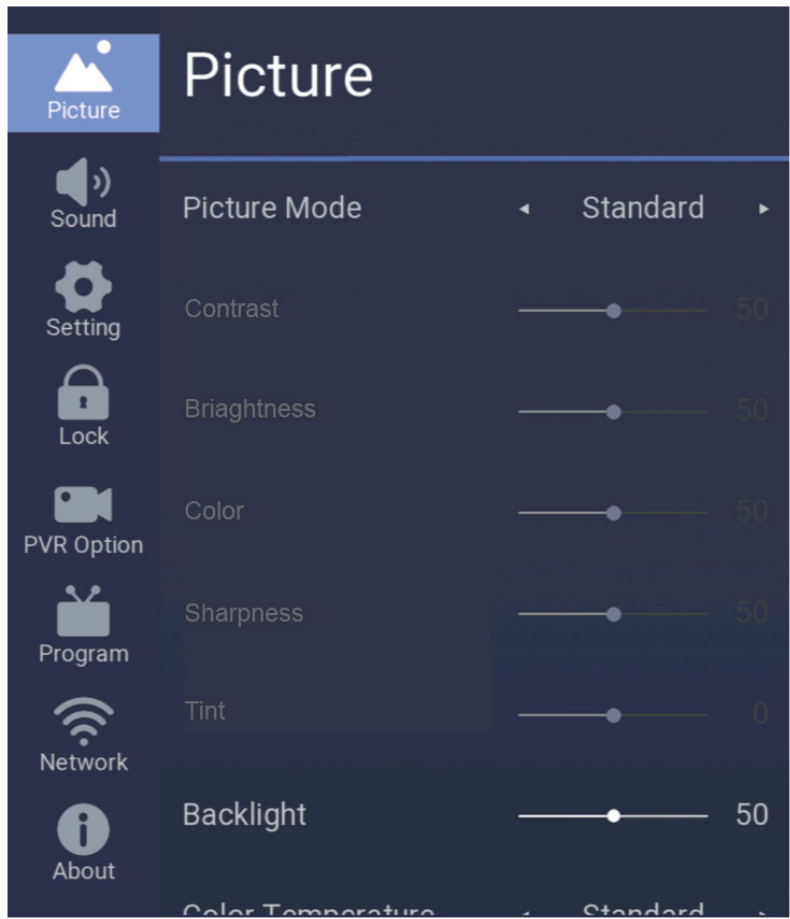 Picture
Picture
Sound
Picture Mode Standard
Setting
Contrast 50
Lock
Briaghtness 50
PVR Option
Color 50
Program
Sharpness 50
Network
Tint 0
About
Backlight 50
Color Temperature Standard